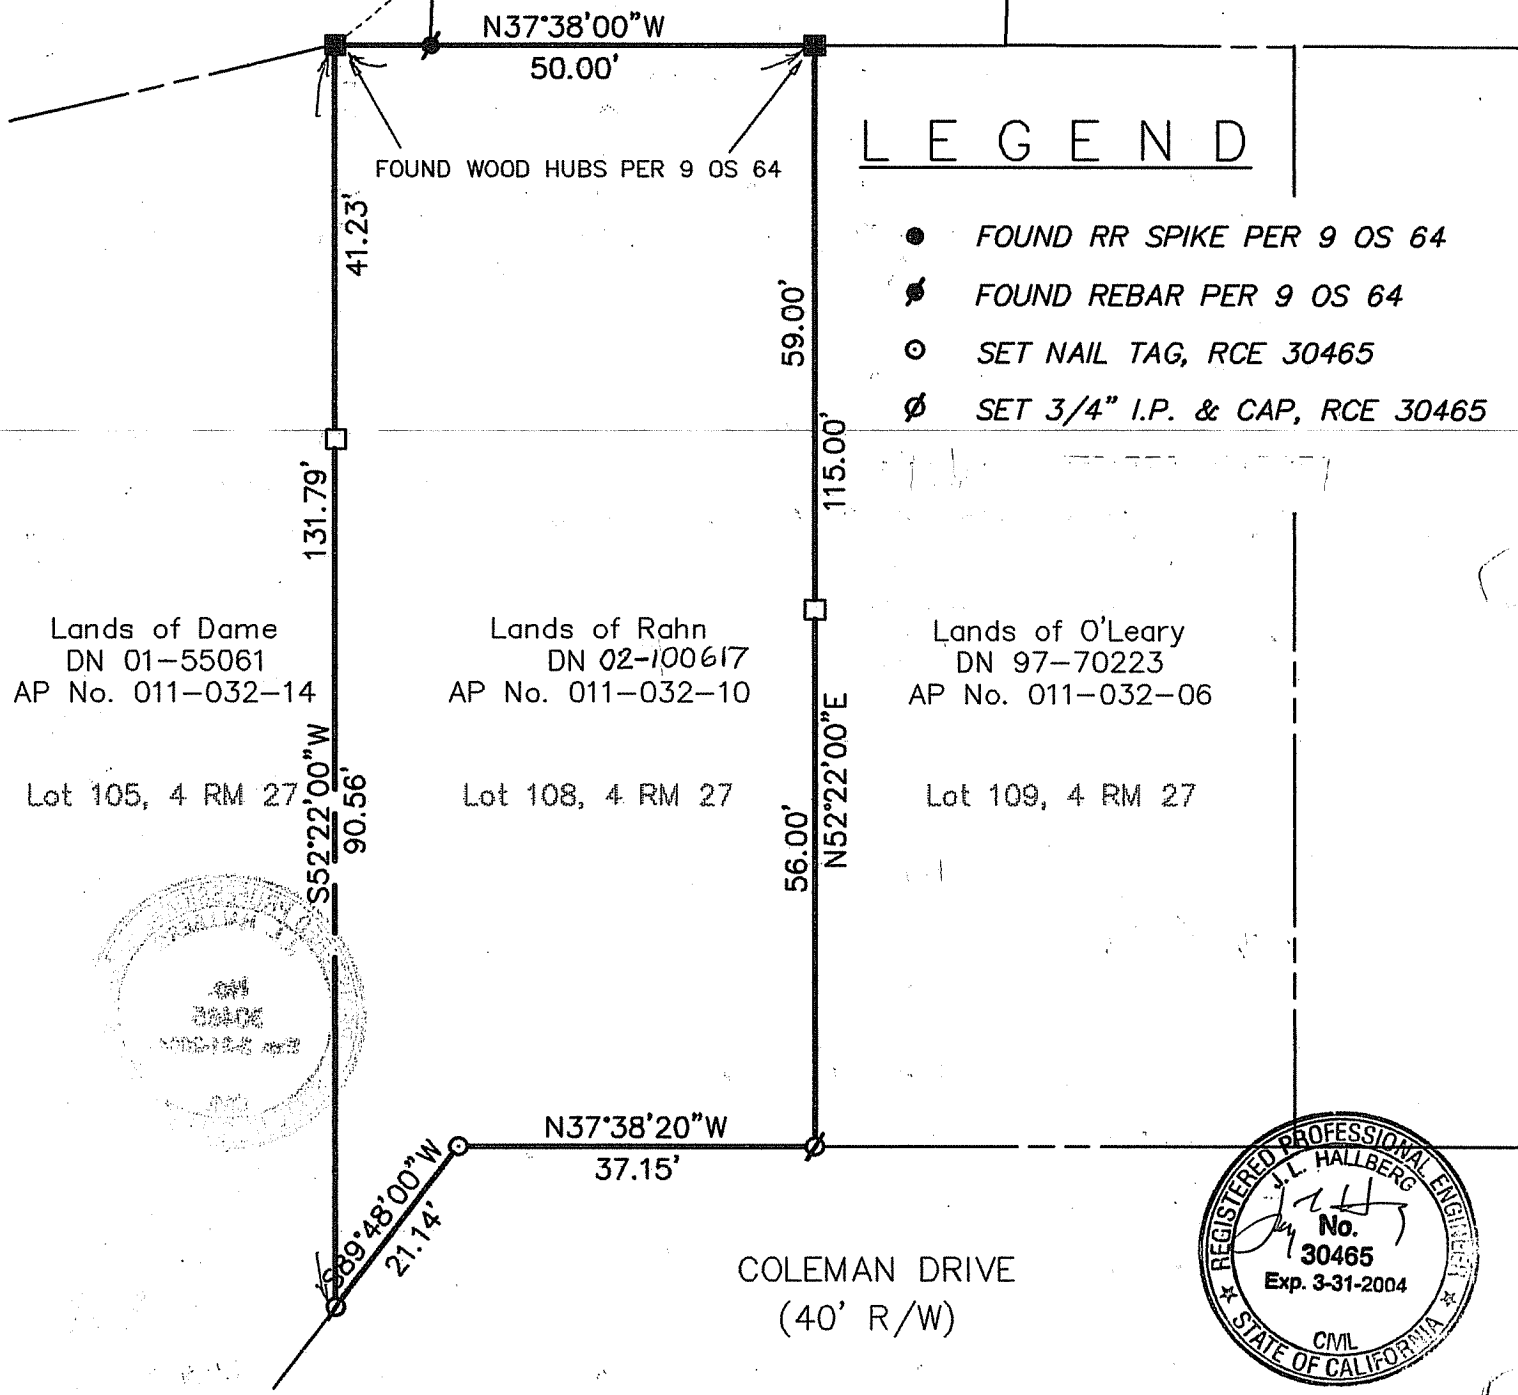 N37°38'00"W
50.00'
FOUND WOOD HUBS PER 9 OS 64
LEGEND
FOUND RR SPIKE PER 9 OS 64
FOUND REBAR PER 9 OS 64
SET NAIL TAG, RCE 30465
SET 3/4" I.P. & CAP, RCE 30465
41.23'
59.00'
131.79'
115.00'
Lands of Dame
DN 01-55061
AP No. 011-032-14
Lot 105, 4 RM 27
Lands of Rahn
DN 02-100617
AP No. 011-032-10
Lot 108, 4 RM 27
Lands of O'Leary
DN 97-70223
AP No. 011-032-06
Lot 109, 4 RM 27
S52°22'00"W
90.56'
56.00'
N52°22'00"E
N37°38'20"W
37.15'
S89°48'00"W
21.14'
COLEMAN DRIVE
(40' R/W)
REGISTERED PROFESSIONAL ENGINEER
J.L. HALLBERG
No.
30465
Exp. 3-31-2004
CIVIL
STATE OF CALIFORNIA